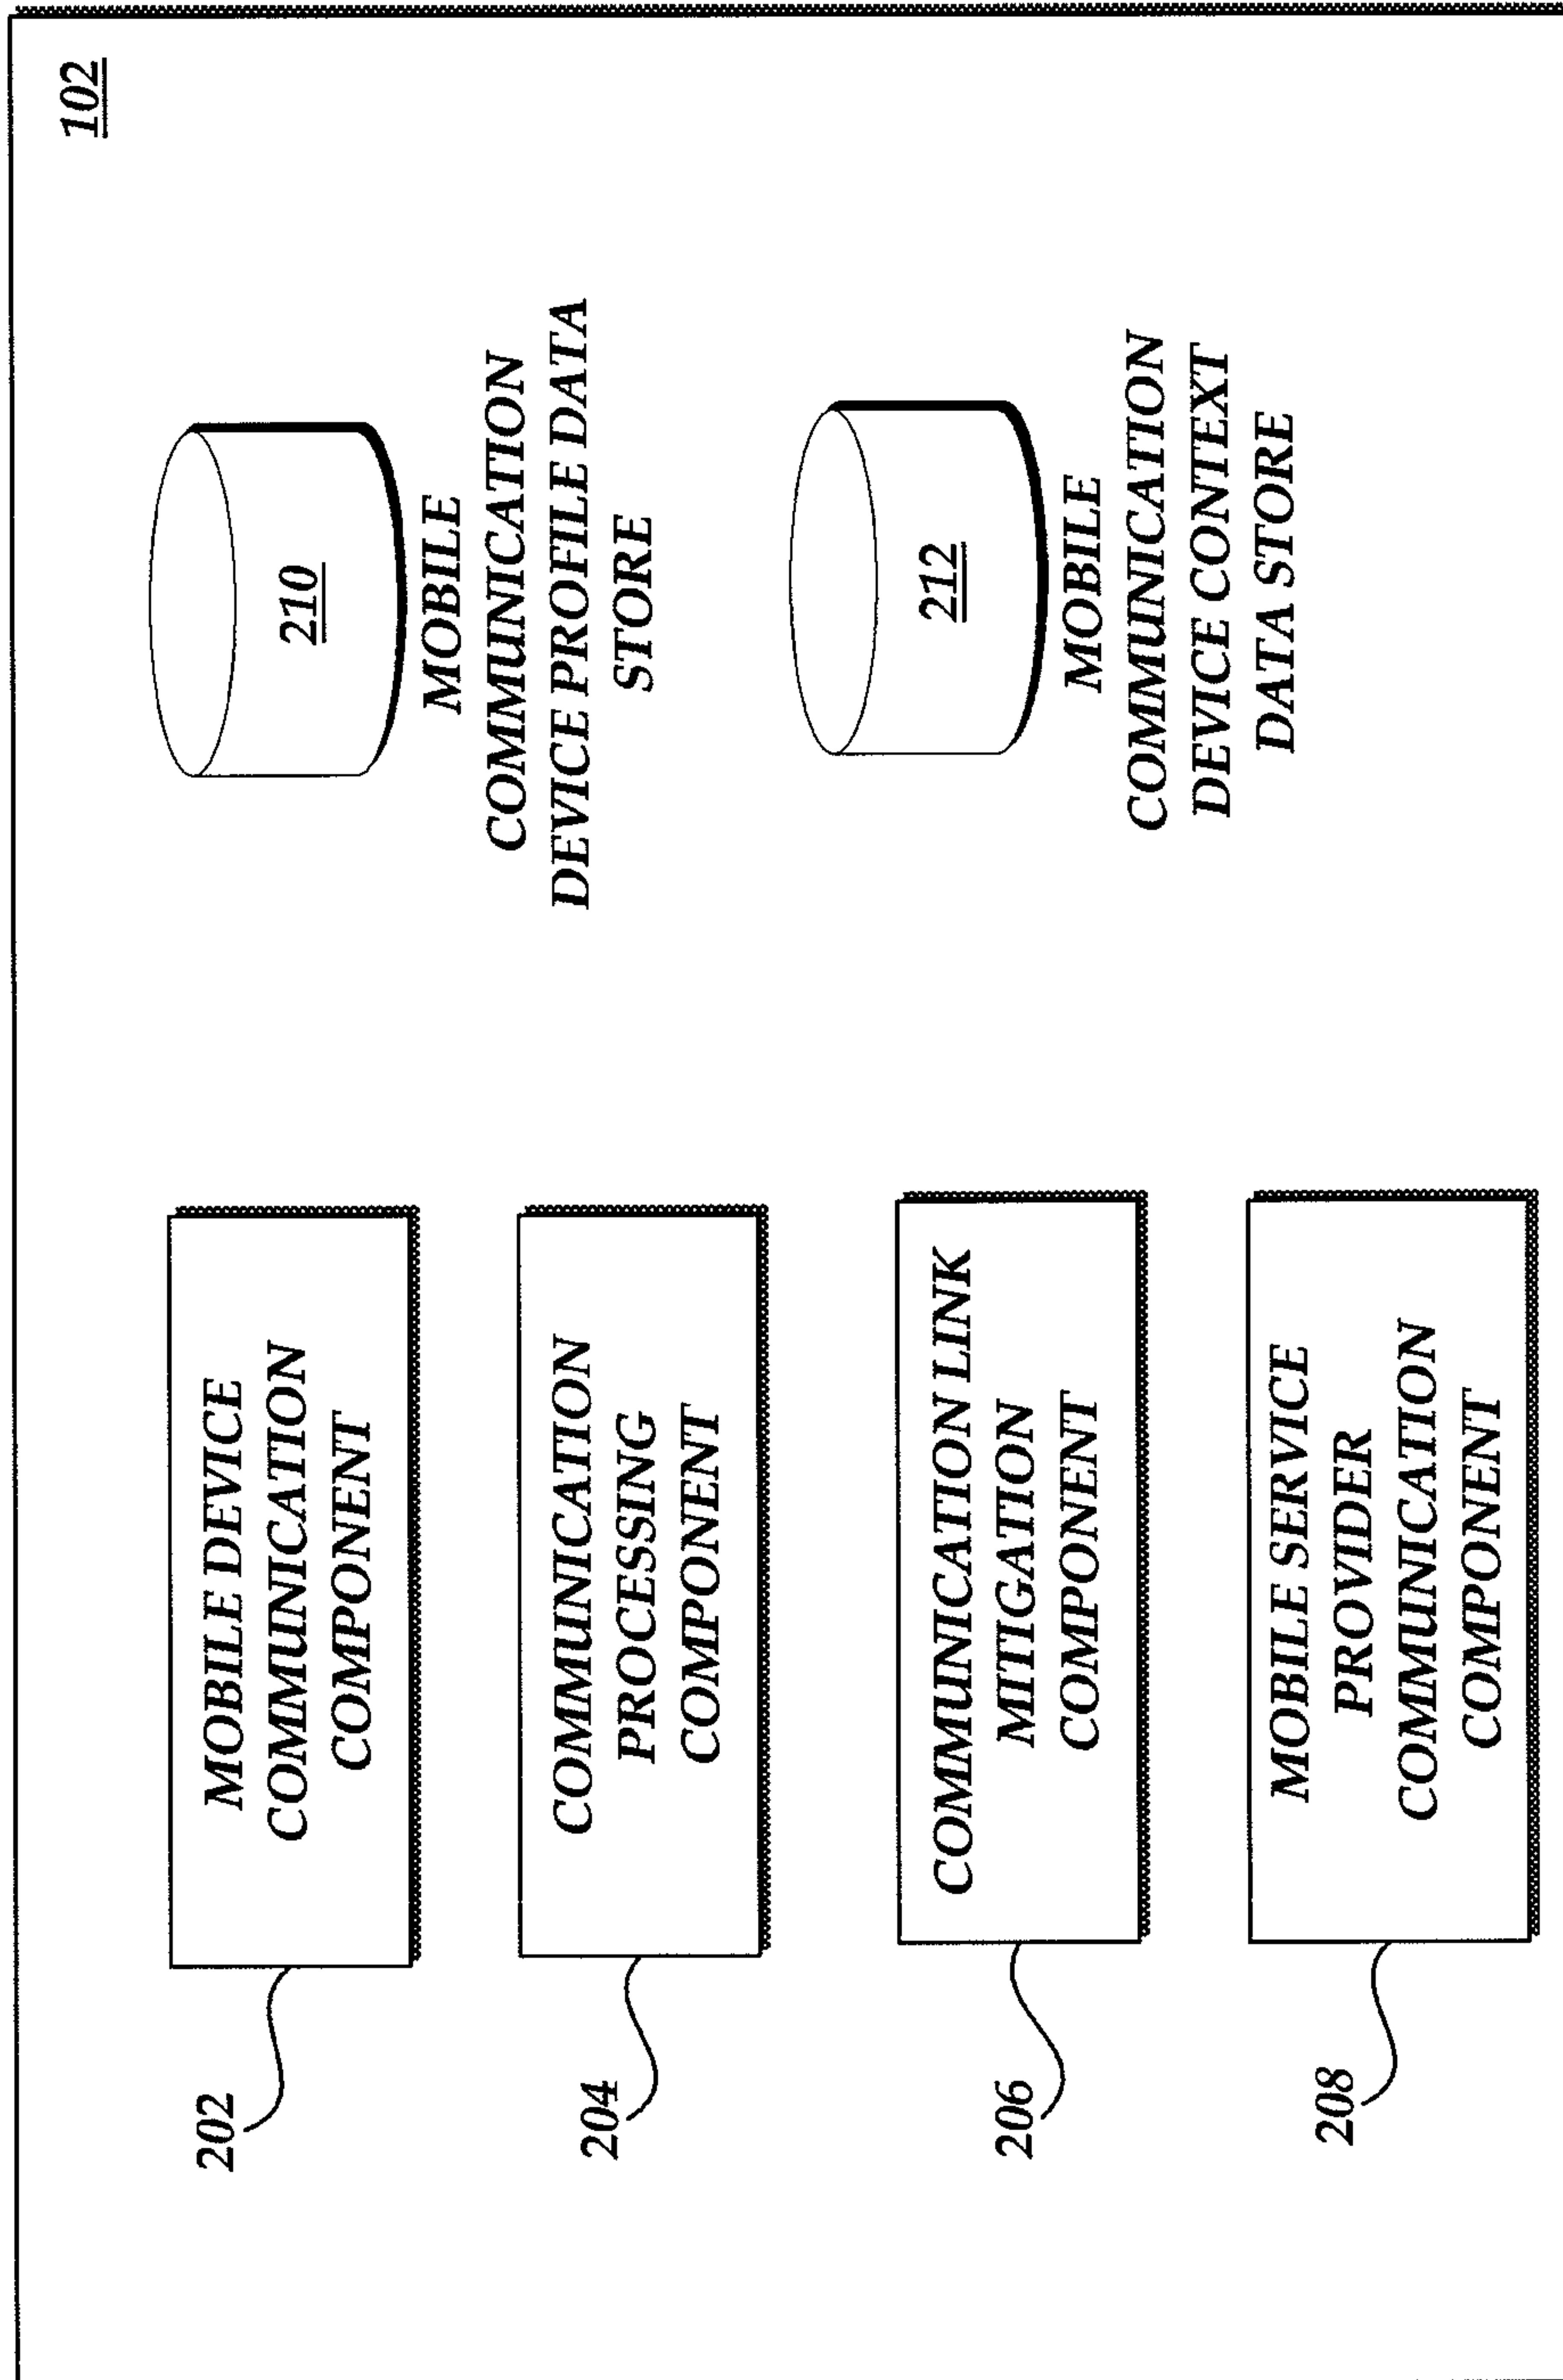 102
202
MOBILE DEVICE
COMMUNICATION
COMPONENT
204
COMMUNICATION
PROCESSING
COMPONENT
206
COMMUNICATION LINK
MITIGATION
COMPONENT
208
MOBILE SERVICE
PROVIDER
COMMUNICATION
COMPONENT
210
MOBILE
COMMUNICATION
DEVICE PROFILE DATA
STORE
212
MOBILE
COMMUNICATION
DEVICE CONTEXT
DATA STORE